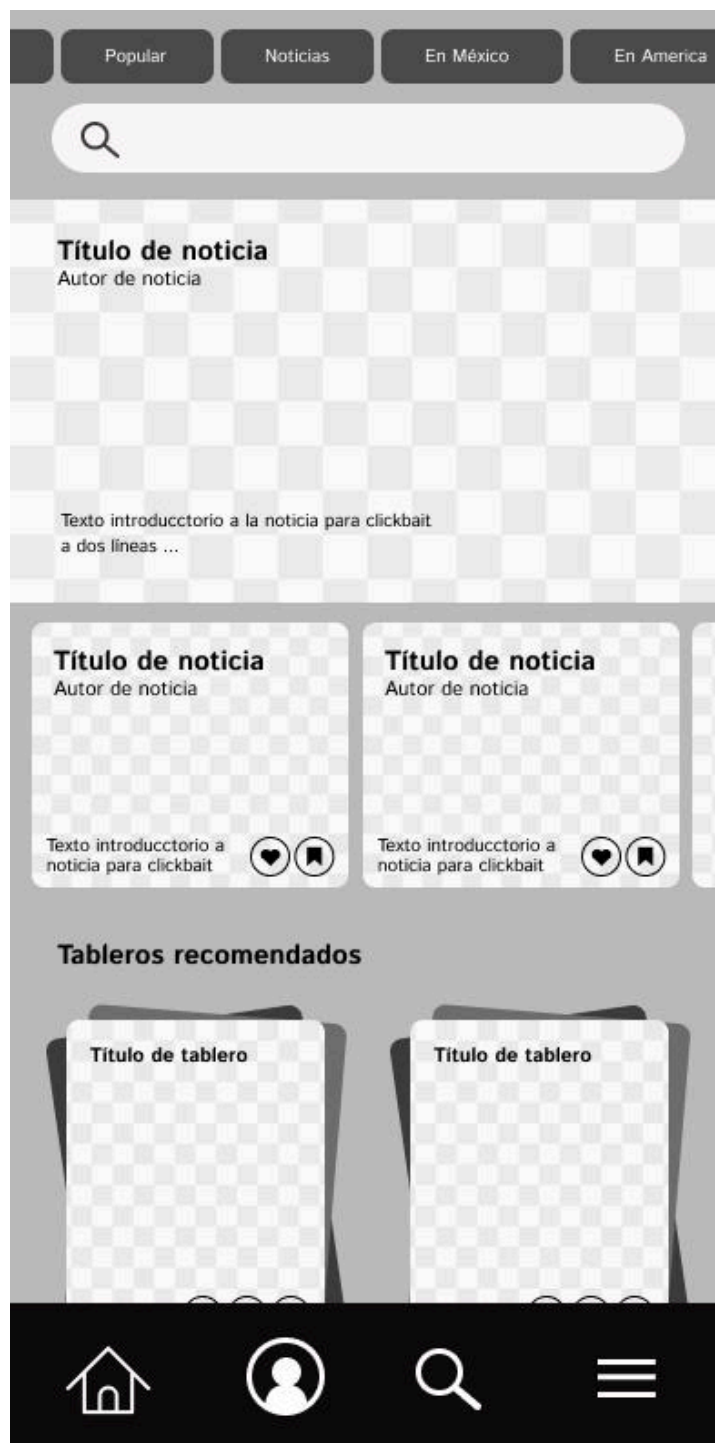 Popular
Noticias
En México
En America
Título de noticia
Autor de noticia
Texto introducctorio a la noticia para clickbait
a dos líneas ...
Título de noticia
Autor de noticia
Texto introducctorio a
noticia para clickbait
Título de noticia
Autor de noticia
Texto introducctorio a
noticia para clickbait
Tableros recomendados
Título de tablero
Título de tablero